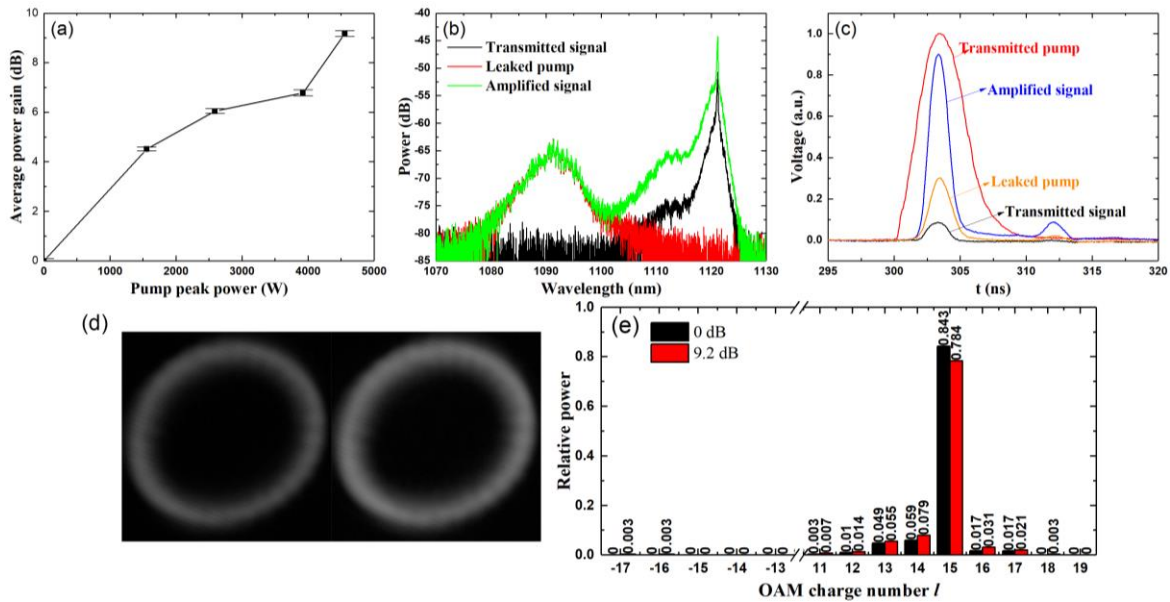 (a)
Average power gain (dB)
10
8
6
4
2
0
0 1000 2000 3000 4000 5000
Pump peak power (W)
(b)
Transmitted signal
Leaked pump
Amplified signal
Power (dB)
-35
-40
-45
-50
-55
-60
-65
-70
-75
-80
-85
1070 1080 1090 1100 1110 1120 1130
Wavelength (nm)
(c)
Transmitted pump
Amplified signal
Leaked pump
Transmitted signal
Voltage (a.u.)
1.0
0.8
0.6
0.4
0.2
0.0
295 300 305 310 315 320
t (ns)
(d)
(e)
0 dB
9.2 dB
Relative power
1.0
0.8
0.6
0.4
0.2
0.0
0 0.003 0 0.003 0 0 0 0 0 0 0.003 0.007 0.01 0.014 0.049 0.055 0.059 0.079 0.843 0.784 0.017 0.031 0.017 0.021 0 0.003 0 0
-17 -16 -15 -14 -13 11 12 13 14 15 16 17 18 19
OAM charge number l